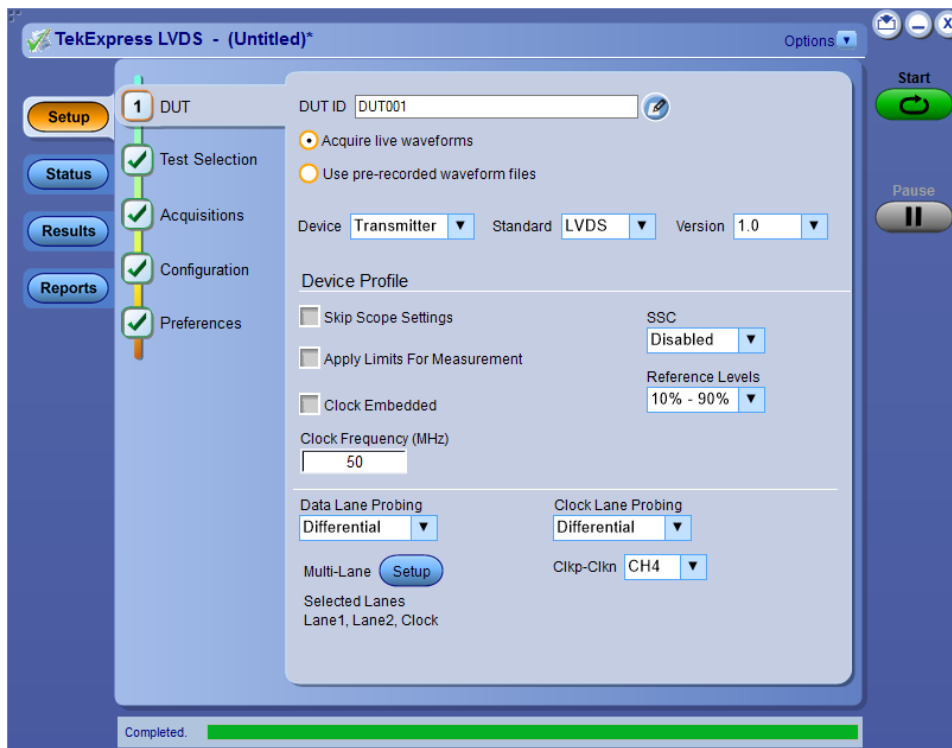 TekExpress LVDS - (Untitled)*
Options
Start
Pause
Setup
Status
Results
Reports
1 DUT
Test Selection
Acquisitions
Configuration
Preferences
DUT ID DUT001
Acquire live waveforms
Use pre-recorded waveform files
Device Transmitter Standard LVDS Version 1.0
Device Profile
Skip Scope Settings
Apply Limits For Measurement
Clock Embedded
SSC
Disabled
Reference Levels
10% - 90%
Clock Frequency (MHz)
50
Data Lane Probing
Differential
Clock Lane Probing
Differential
Multi-Lane Setup
Clkp-Clkn CH4
Selected Lanes
Lane1, Lane2, Clock
Completed.